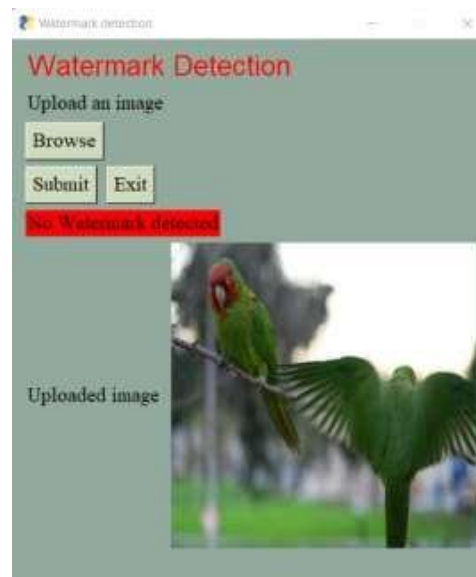 Watermark detection
Watermark Detection
Upload an image
Browse
Submit Exit
No Watermark detected
Uploaded image